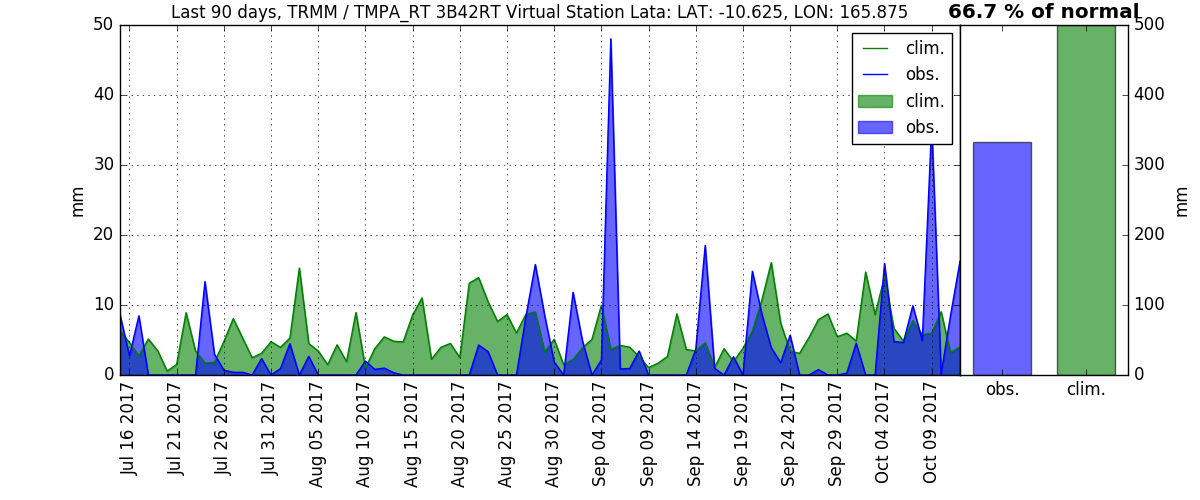 Last 90 days, TRMM / TMPA_RT 3B42RT Virtual Station Lata: LAT: -10.625, LON: 165.875
66.7 % of normal
50
40
30
20
10
0
mm
clim.
obs.
clim.
obs.
500
400
300
200
100
0
mm
obs.
clim.
Jul 16 2017
Jul 21 2017
Jul 26 2017
Jul 31 2017
Aug 05 2017
Aug 10 2017
Aug 15 2017
Aug 20 2017
Aug 25 2017
Aug 30 2017
Sep 04 2017
Sep 09 2017
Sep 14 2017
Sep 19 2017
Sep 24 2017
Sep 29 2017
Oct 04 2017
Oct 09 2017